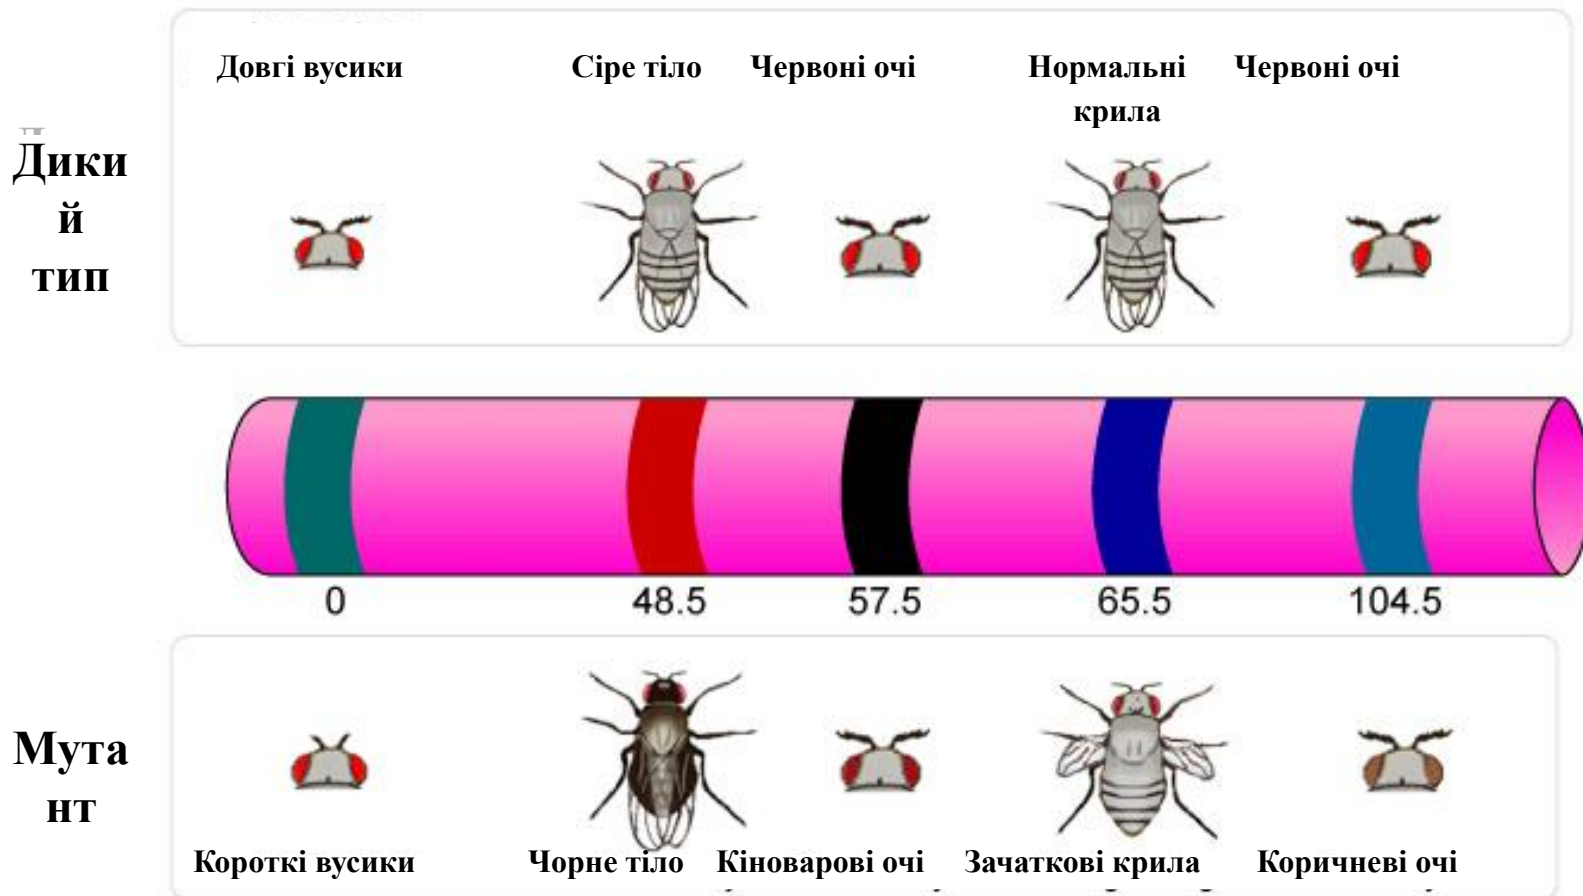 Довгі вусики
Сіре тіло
Червоні очі
Нормальні
крила
Червоні очі
Дики
й
тип
0
48.5
57.5
65.5
104.5
Мута
нт
Короткі вусики
Чорне тіло
Кіноварові очі
Зачаткові крила
Коричневі очі